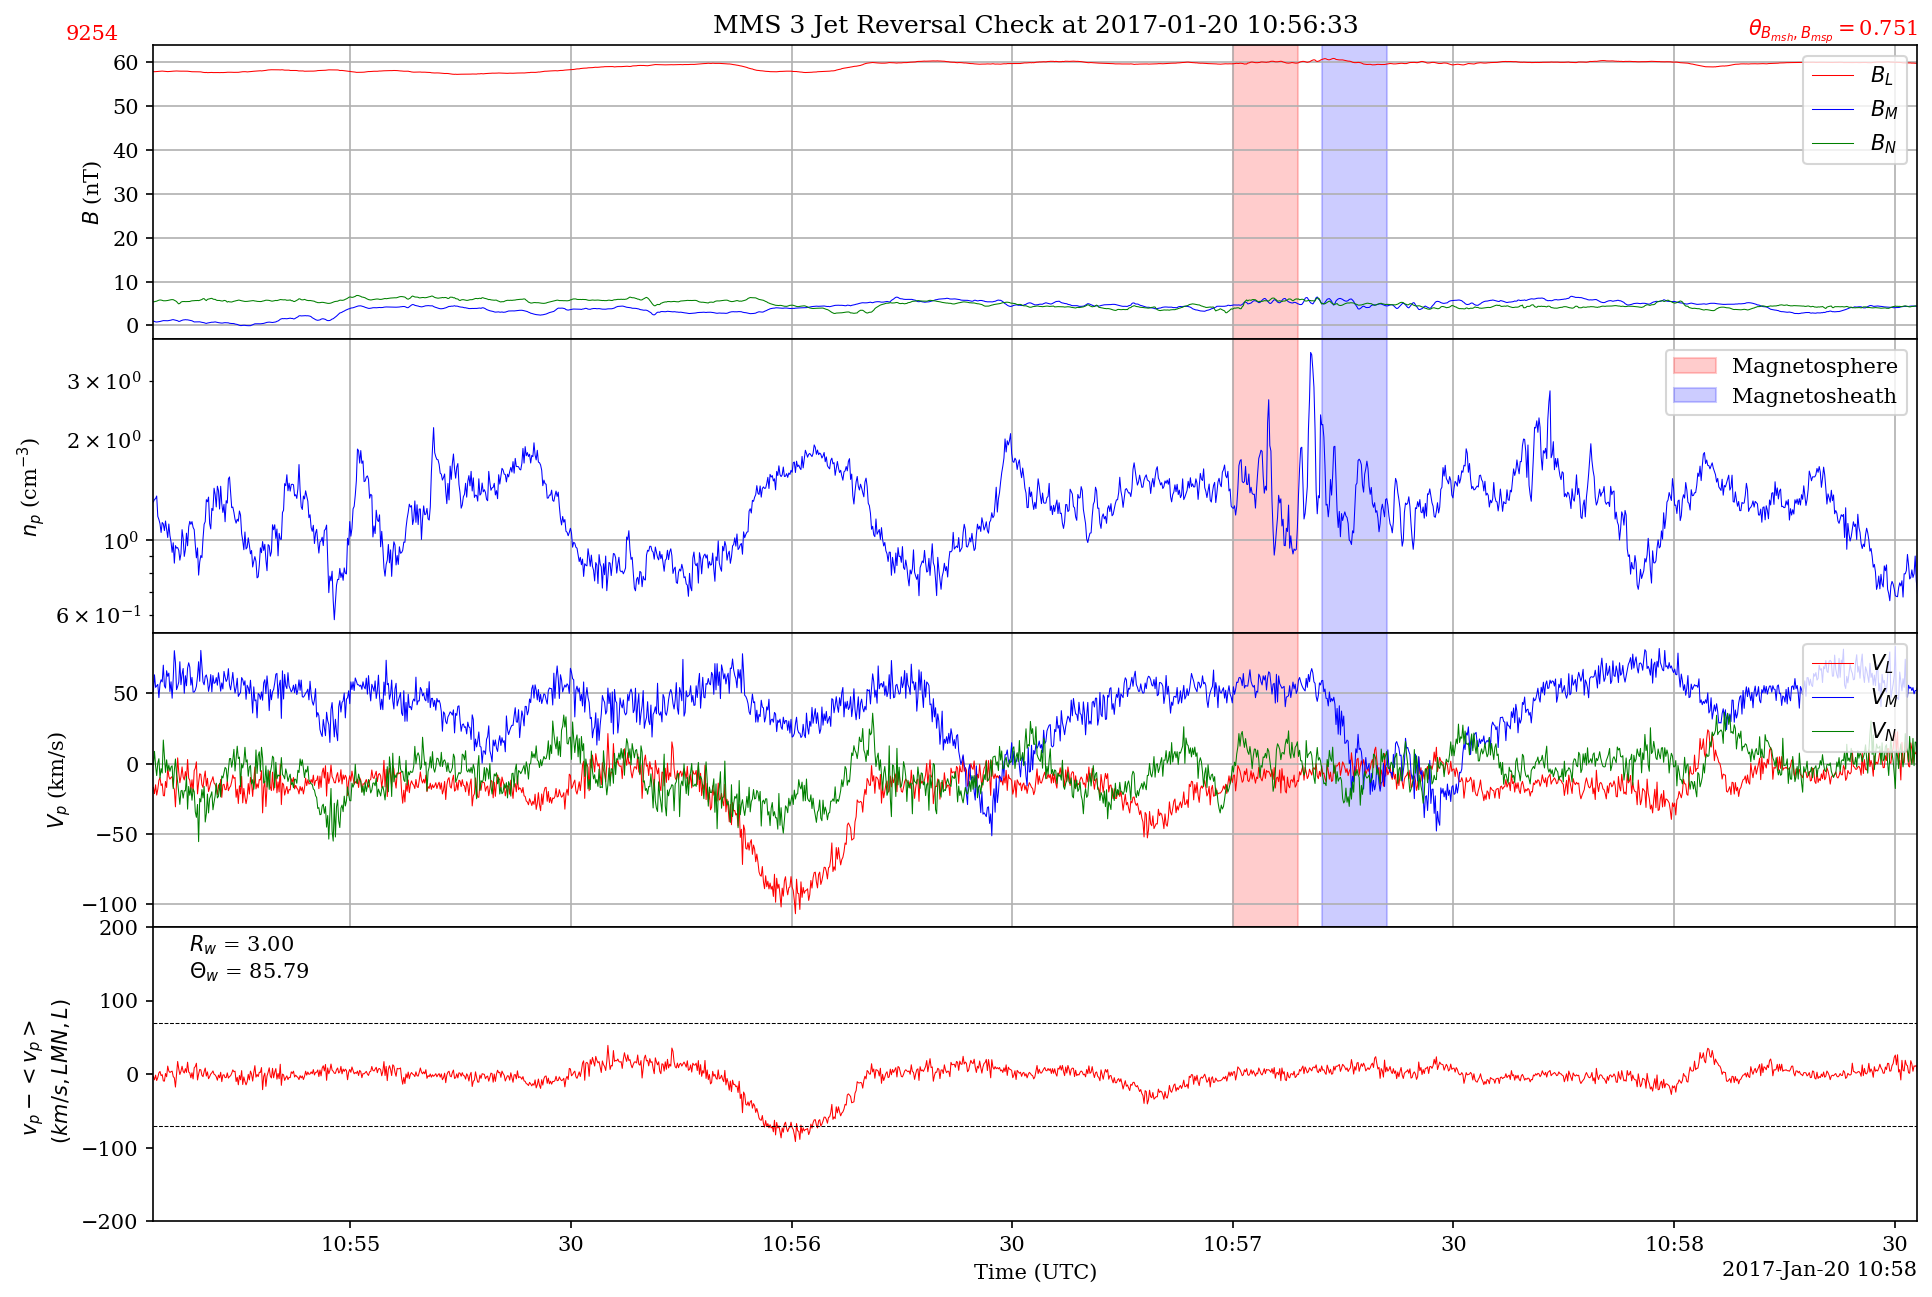 9254
MMS 3 Jet Reversal Check at 2017-01-20 10:56:33
θ_{B_{msh}, B_{msp}} = 0.751
60
50
40
30
20
10
0
B (nT)
B_L
B_M
B_N
3 × 10^0
2 × 10^0
10^0
6 × 10^{-1}
n_p (cm^{-3})
Magnetosphere
Magnetosheath
50
0
−50
−100
V_p (km/s)
V_L
V_M
V_N
200
100
0
−100
−200
v_p − < v_p >
(km/s, LMN, L)
R_w = 3.00
Θ_w = 85.79
10:55
30
10:56
30
10:57
30
10:58
30
Time (UTC)
2017-Jan-20 10:58